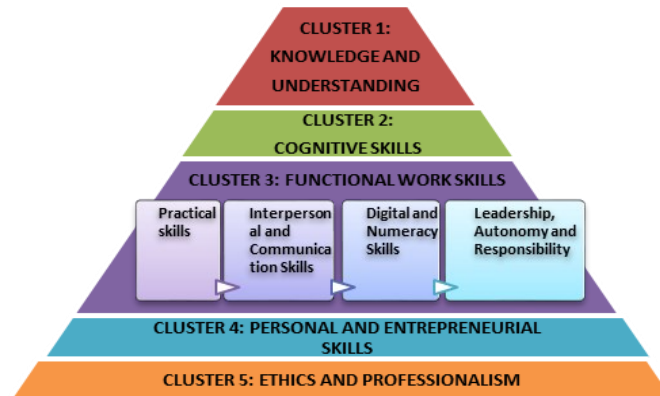 CLUSTER 1:
KNOWLEDGE AND
UNDERSTANDING
CLUSTER 2:
COGNITIVE SKILLS
CLUSTER 3: FUNCTIONAL WORK SKILLS
Practical
skills
Interperson
al and
Communica
tion Skills
Digital and
Numeracy
Skills
Leadership,
Autonomy and
Responsibility
CLUSTER 4: PERSONAL AND ENTREPRENEURIAL
SKILLS
CLUSTER 5: ETHICS AND PROFESSIONALISM